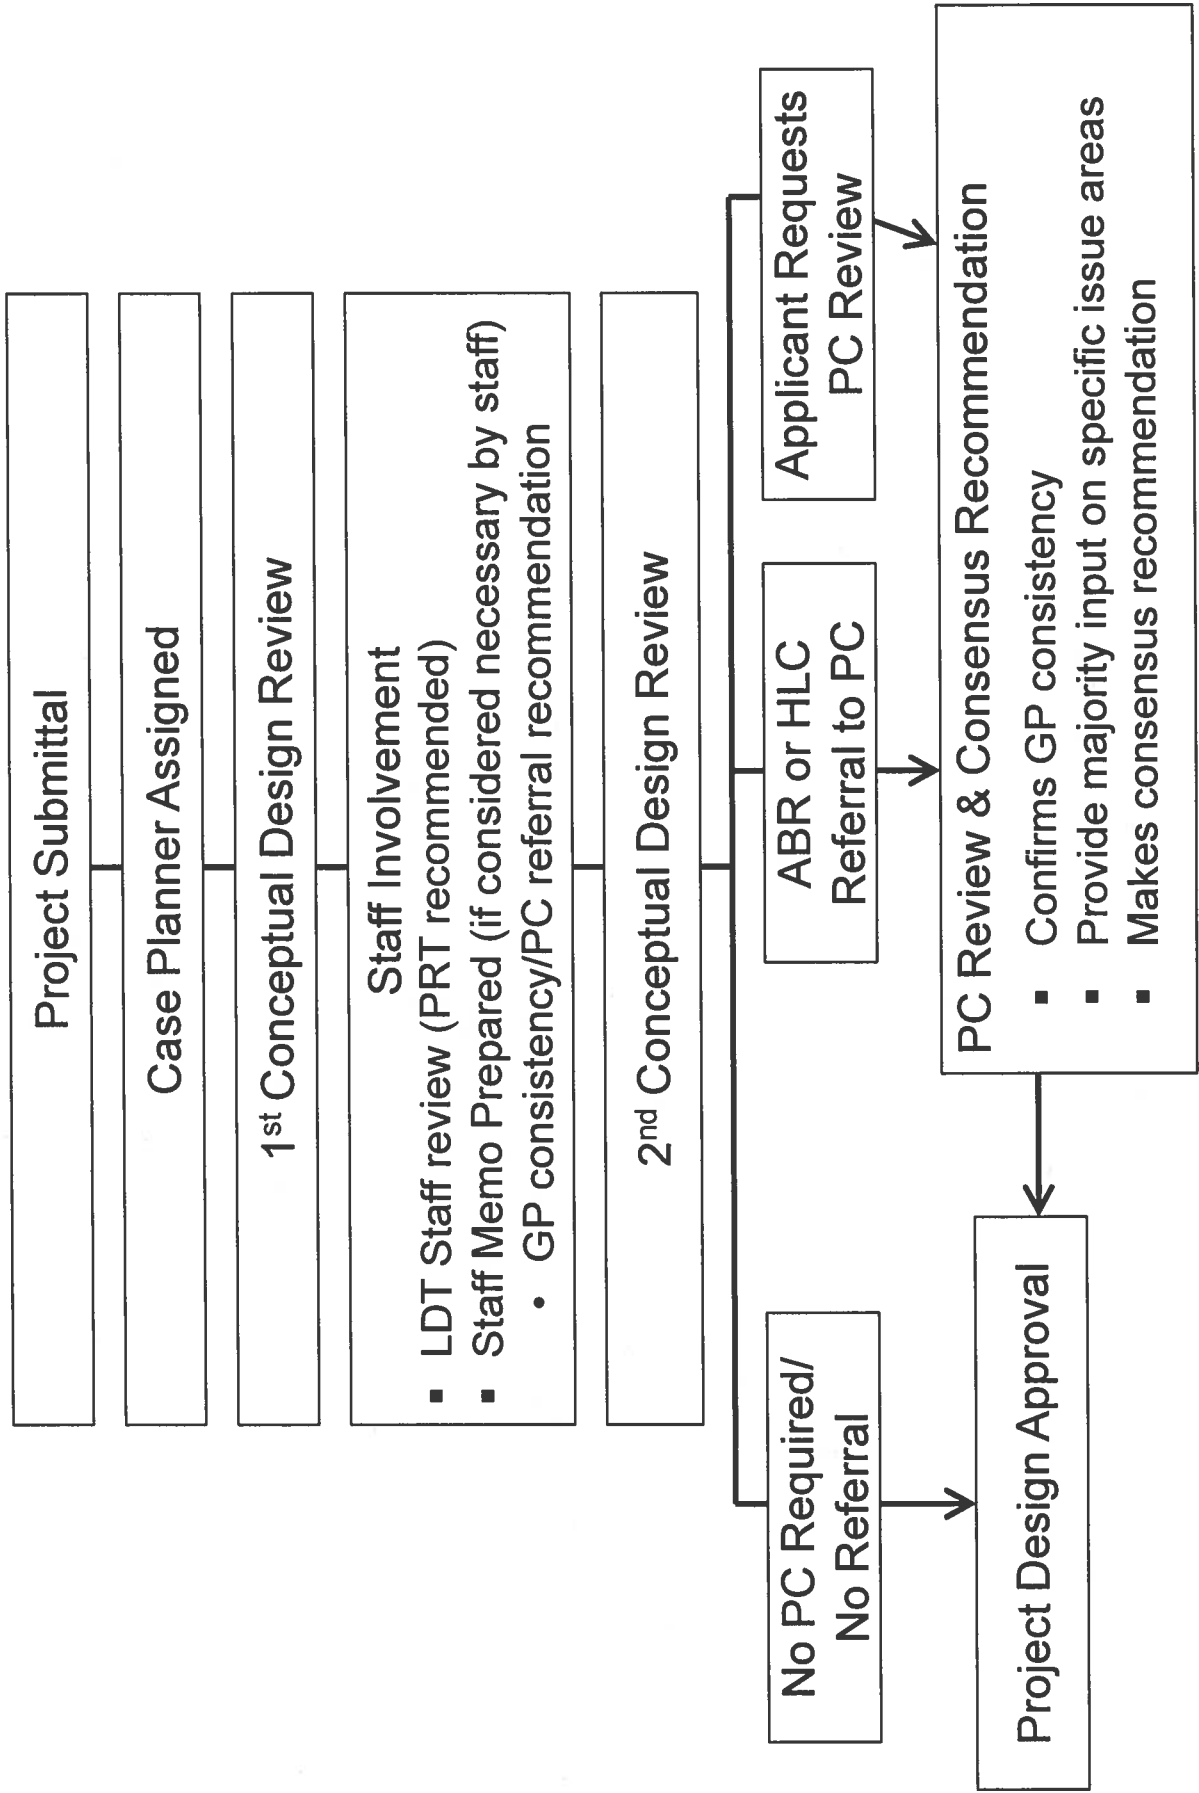 Project Submittal
Case Planner Assigned
1st Conceptual Design Review
Staff Involvement
▪ LDT Staff review (PRT recommended)
▪ Staff Memo Prepared (if considered necessary by staff)
• GP consistency/PC referral recommendation
2nd Conceptual Design Review
No PC Required/
No Referral
ABR or HLC
Referral to PC
Applicant Requests
PC Review
PC Review & Consensus Recommendation
▪ Confirms GP consistency
▪ Provide majority input on specific issue areas
▪ Makes consensus recommendation
Project Design Approval